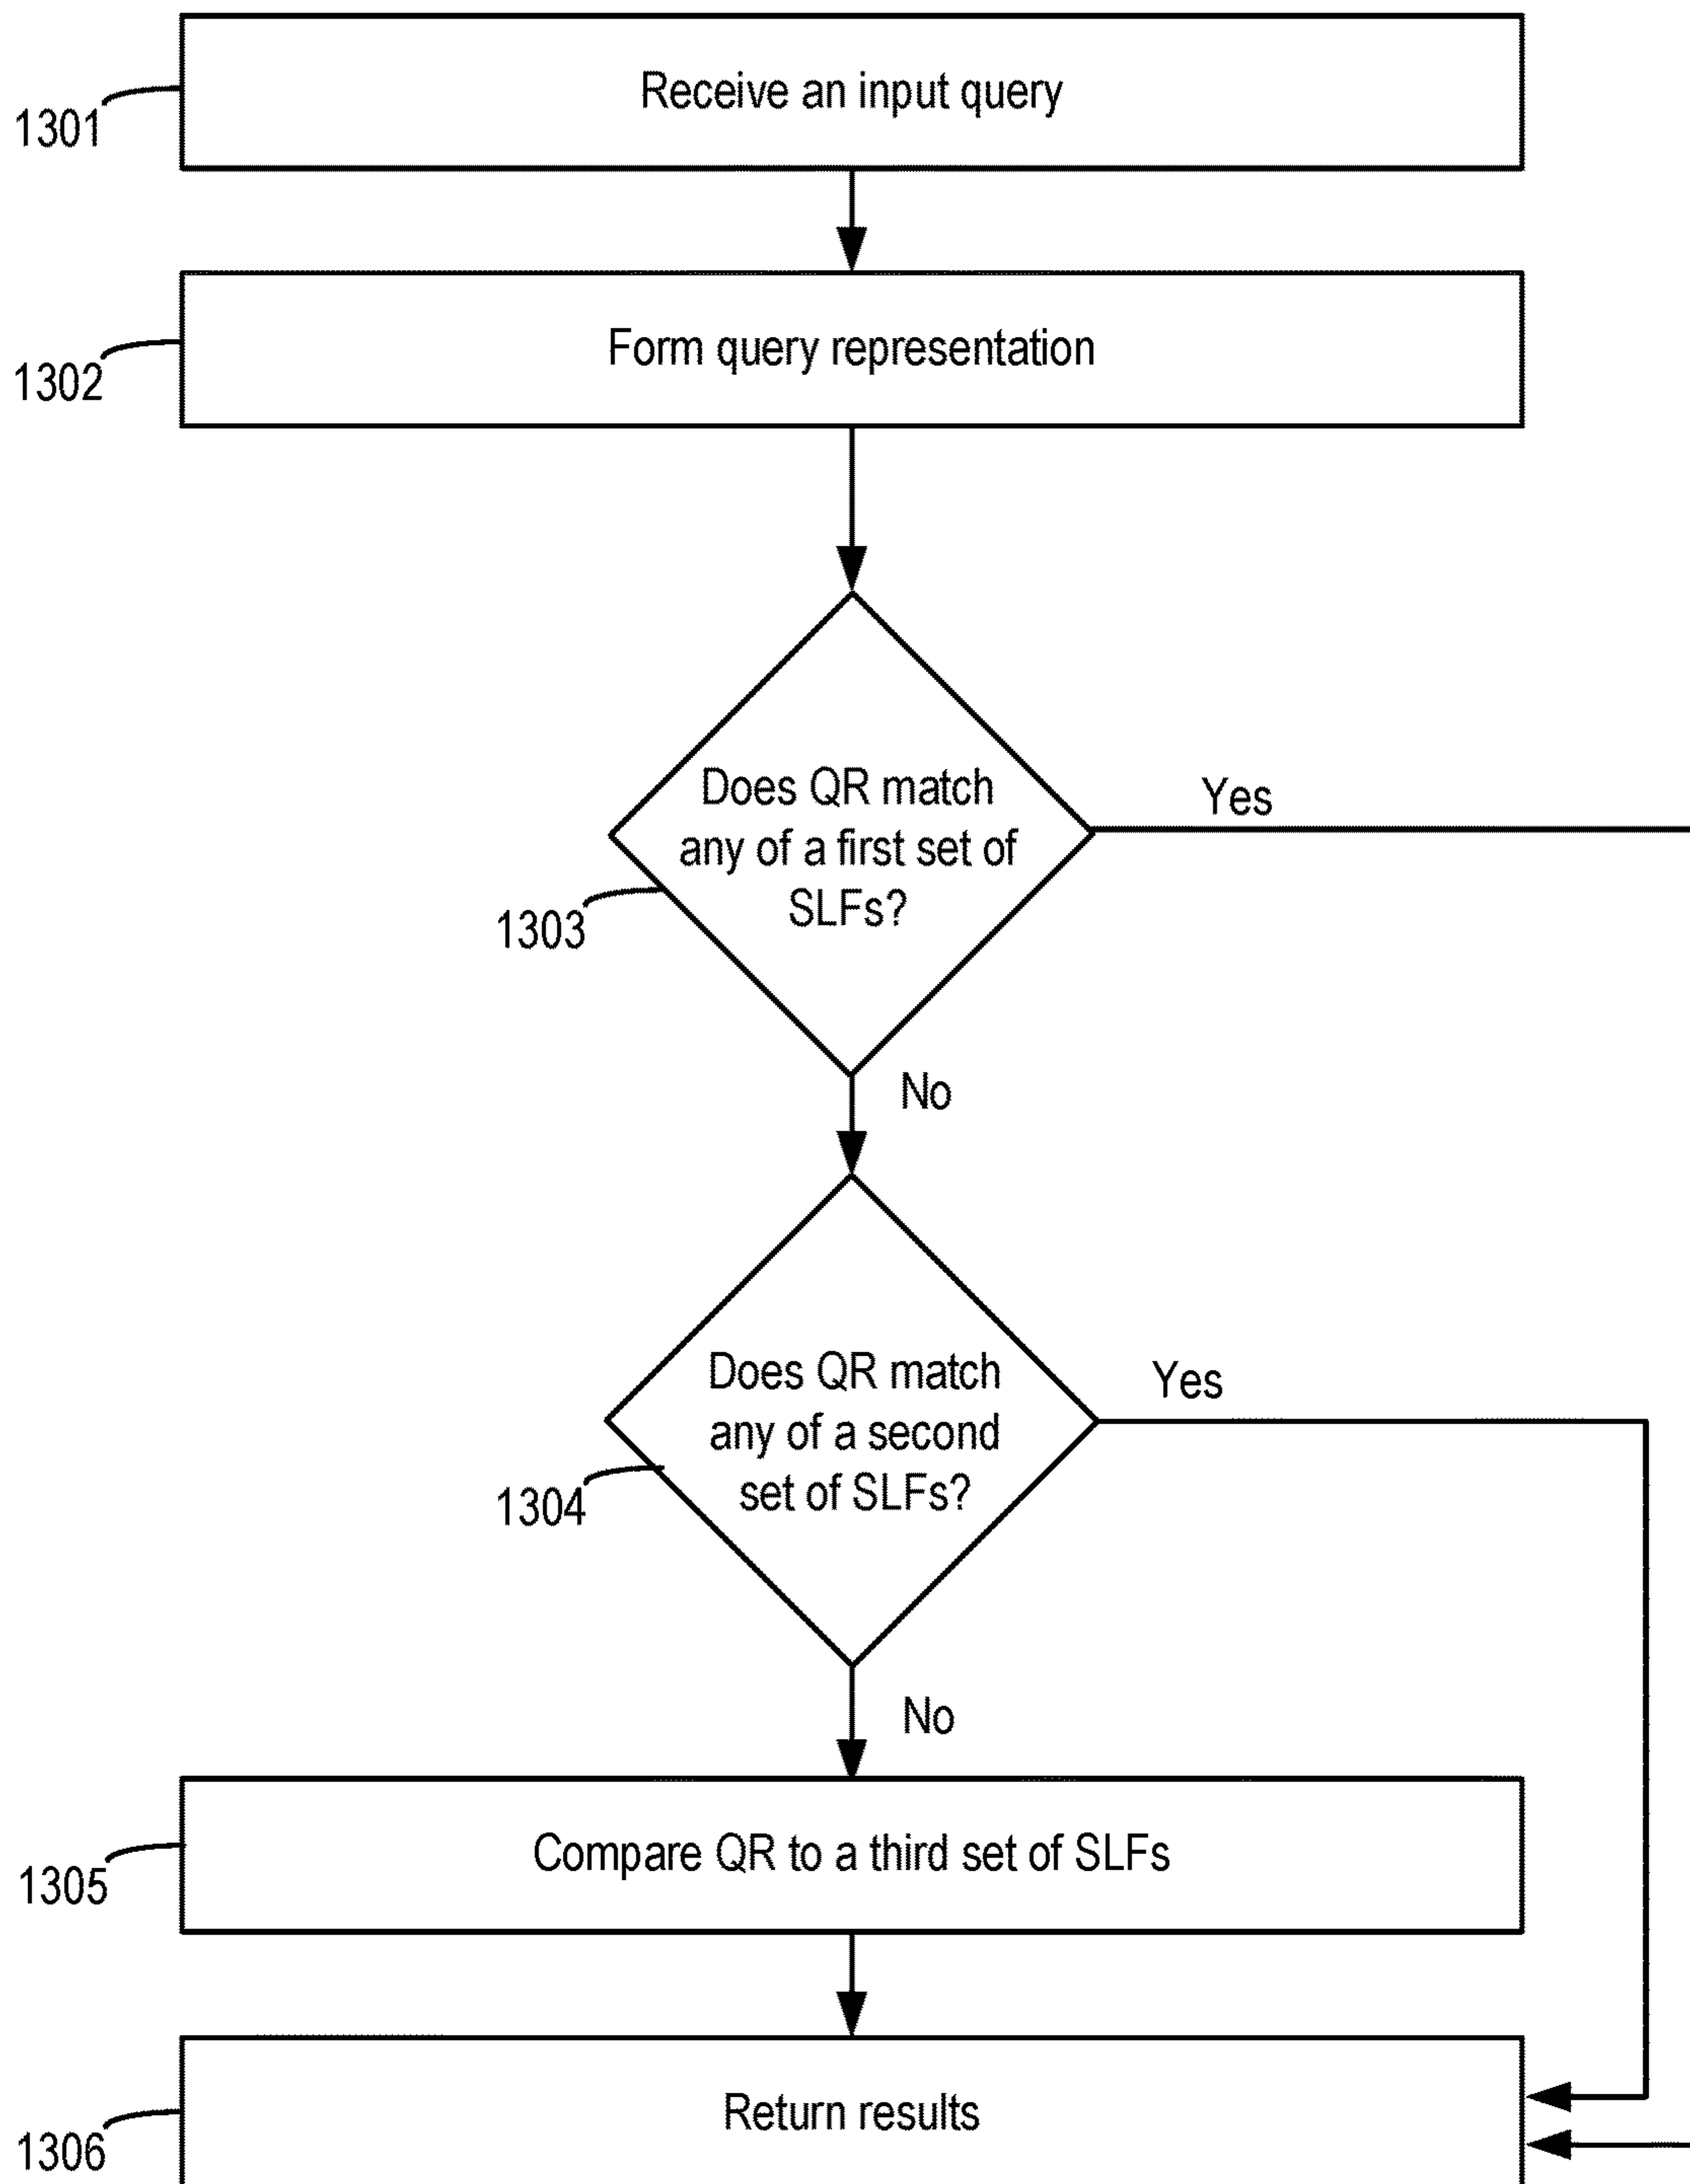 Receive an input query
1301
Form query representation
1302
Does QR match
any of a first set of
SLFs?
Yes
1303
No
Does QR match
any of a second
set of SLFs?
Yes
1304
No
Compare QR to a third set of SLFs
1305
Return results
1306